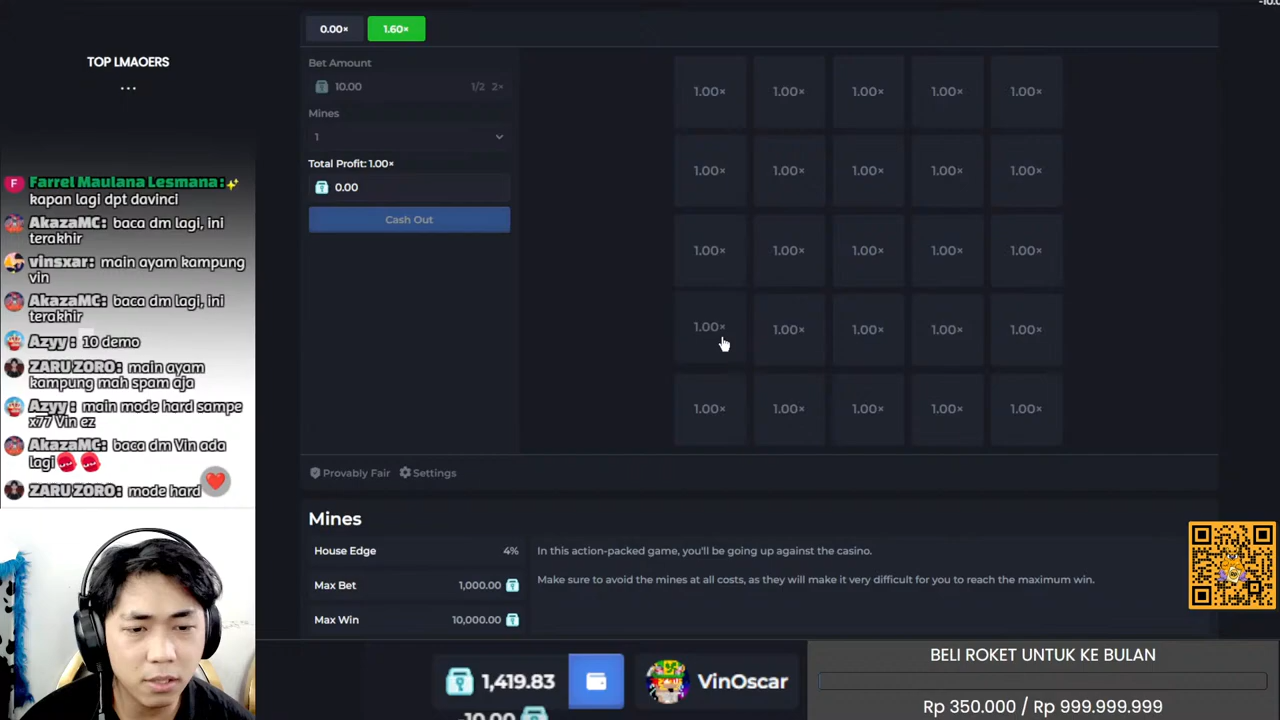 -10.0
0.00×
1.60×
TOP LMAOERS
...
Bet Amount
10.00
1/2 2×
Mines
1
Total Profit: 1.00×
0.00
Cash Out
1.00× 1.00× 1.00× 1.00× 1.00×
1.00× 1.00× 1.00× 1.00× 1.00×
1.00× 1.00× 1.00× 1.00× 1.00×
1.00× 1.00× 1.00× 1.00× 1.00×
1.00× 1.00× 1.00× 1.00× 1.00×
F Farrel Maulana Lesmana:✨
kapan lagi dpt davinci
AkazaMC: baca dm lagi, ini
terakhir
vinsxar: main ayam kampung
vin
AkazaMC: baca dm lagi, ini
terakhir
Azyy: 10 demo
ZARU ZORO: main ayam
kampung mah spam aja
Azyy: main mode hard sampe
x77 Vin ez
AkazaMC: baca dm Vin ada
lagi
ZARU ZORO: mode hard
Provably Fair Settings
Mines
House Edge 4%
Max Bet 1,000.00
Max Win 10,000.00
In this action-packed game, you'll be going up against the casino.
Make sure to avoid the mines at all costs, as they will make it very difficult for you to reach the maximum win.
1,419.83
-10.00
VinOscar
BELI ROKET UNTUK KE BULAN
Rp 350.000 / Rp 999.999.999